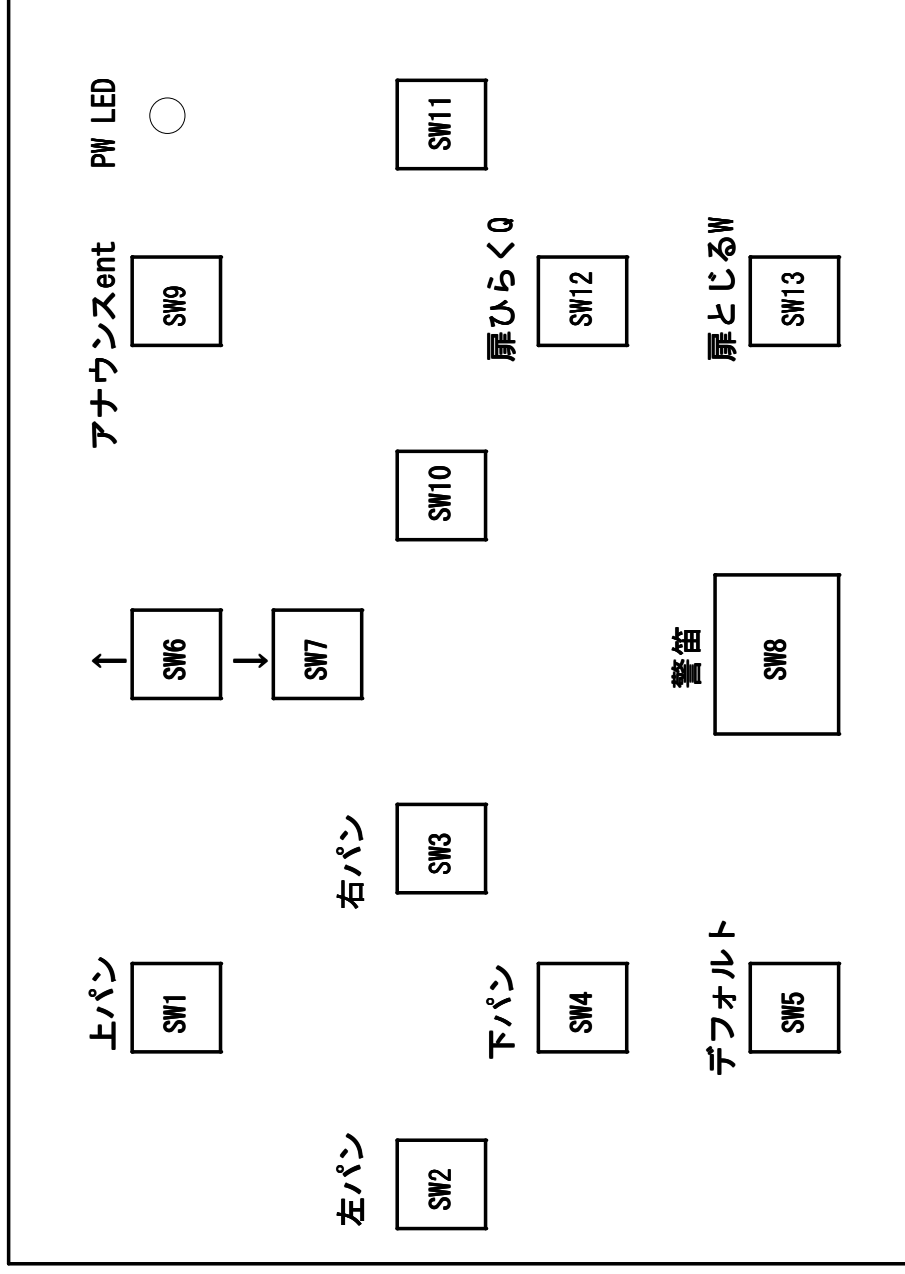 上パン
↑
アナウンスent
PW LED
SW1
SW6
SW9
↓
SW7
左パン
右パン
SW2
SW3
SW10
SW11
下パン
扉ひらくQ
SW4
SW12
警笛
デフォルト
扉とじるW
SW5
SW8
SW13